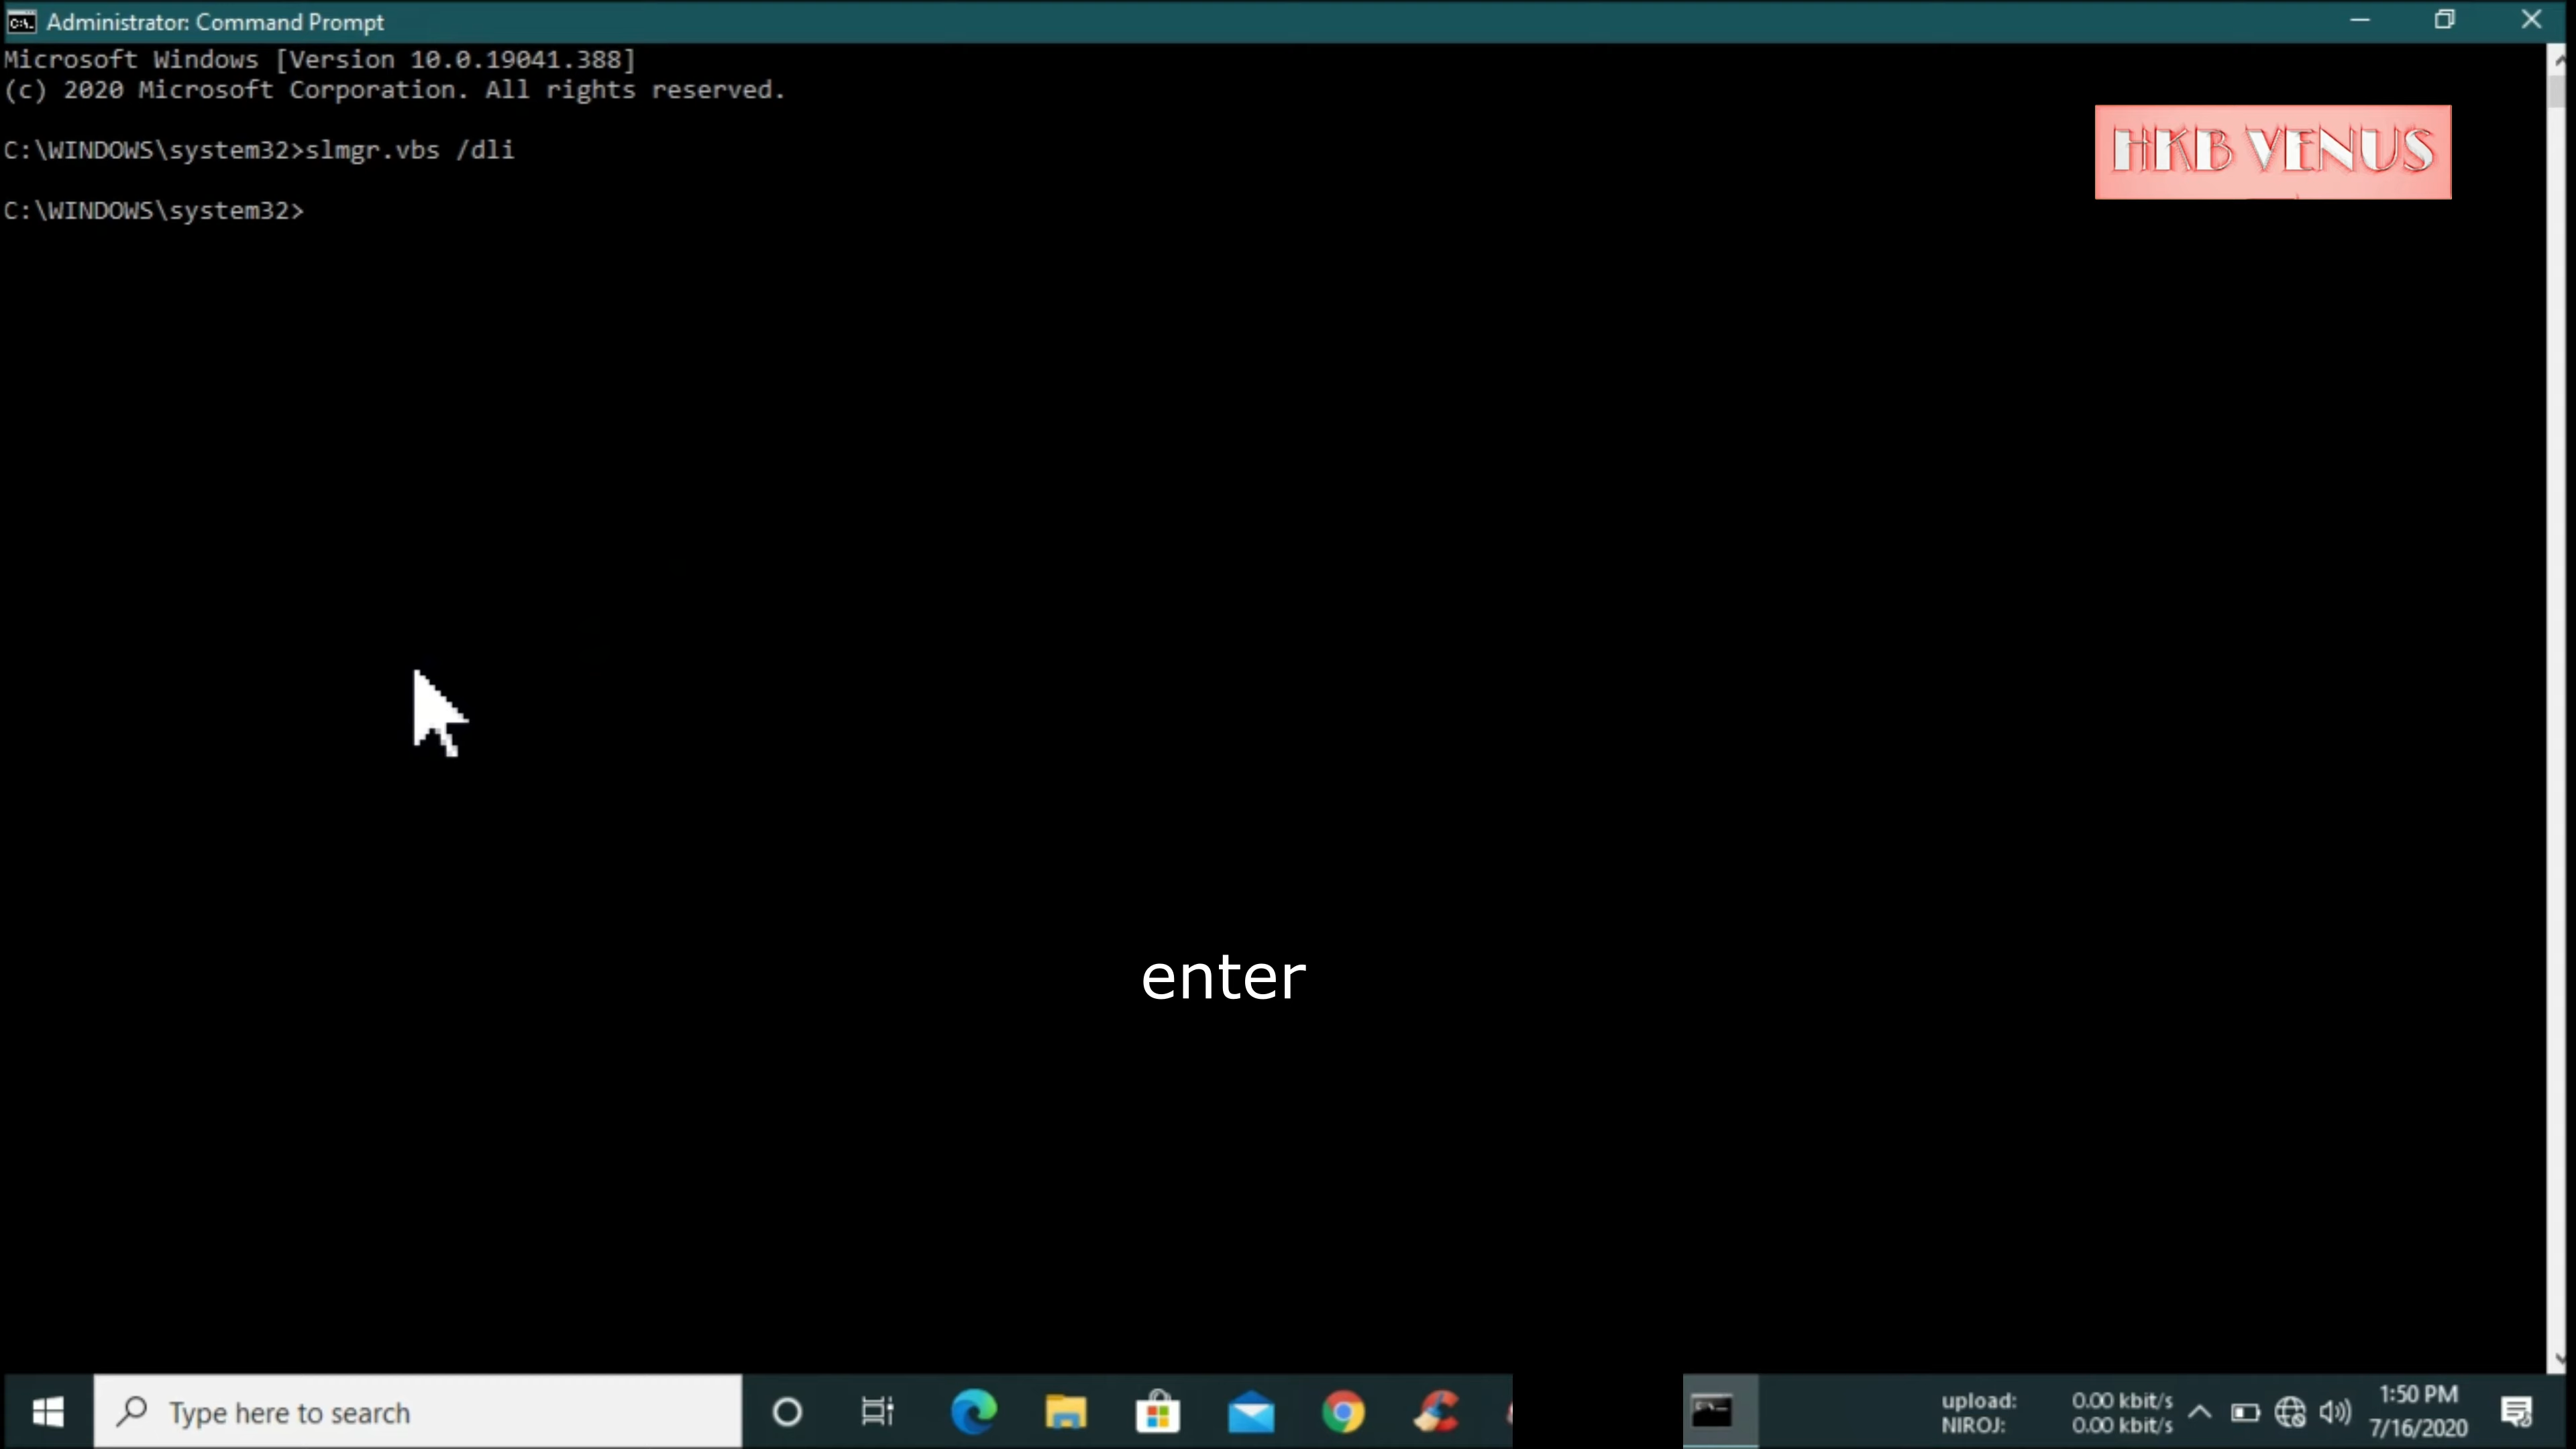 Administrator: Command Prompt
Microsoft Windows [Version 10.0.19041.388]
(c) 2020 Microsoft Corporation. All rights reserved.
HKB VENUS
C:\WINDOWS\system32>slmgr.vbs /dli
C:\WINDOWS\system32>
enter
Type here to search
upload: 0.00 kbit/s
NIROJ: 0.00 kbit/s
1:50 PM
7/16/2020